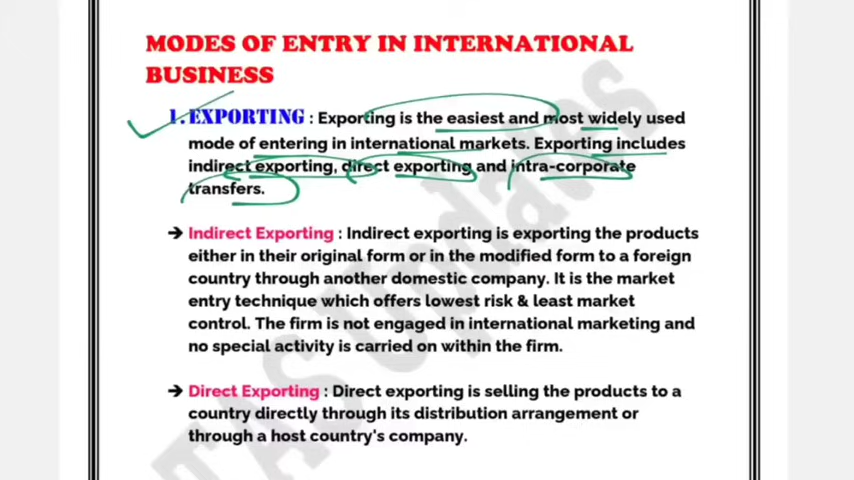 MODES OF ENTRY IN INTERNATIONAL
BUSINESS
1. EXPORTING : Exporting is the easiest and most widely used
mode of entering in international markets. Exporting includes
indirect exporting, direct exporting and intra-corporate
transfers.
➔ Indirect Exporting : Indirect exporting is exporting the products
either in their original form or in the modified form to a foreign
country through another domestic company. It is the market
entry technique which offers lowest risk & least market
control. The firm is not engaged in international marketing and
no special activity is carried on within the firm.
➔ Direct Exporting : Direct exporting is selling the products to a
country directly through its distribution arrangement or
through a host country's company.
TAS Updates